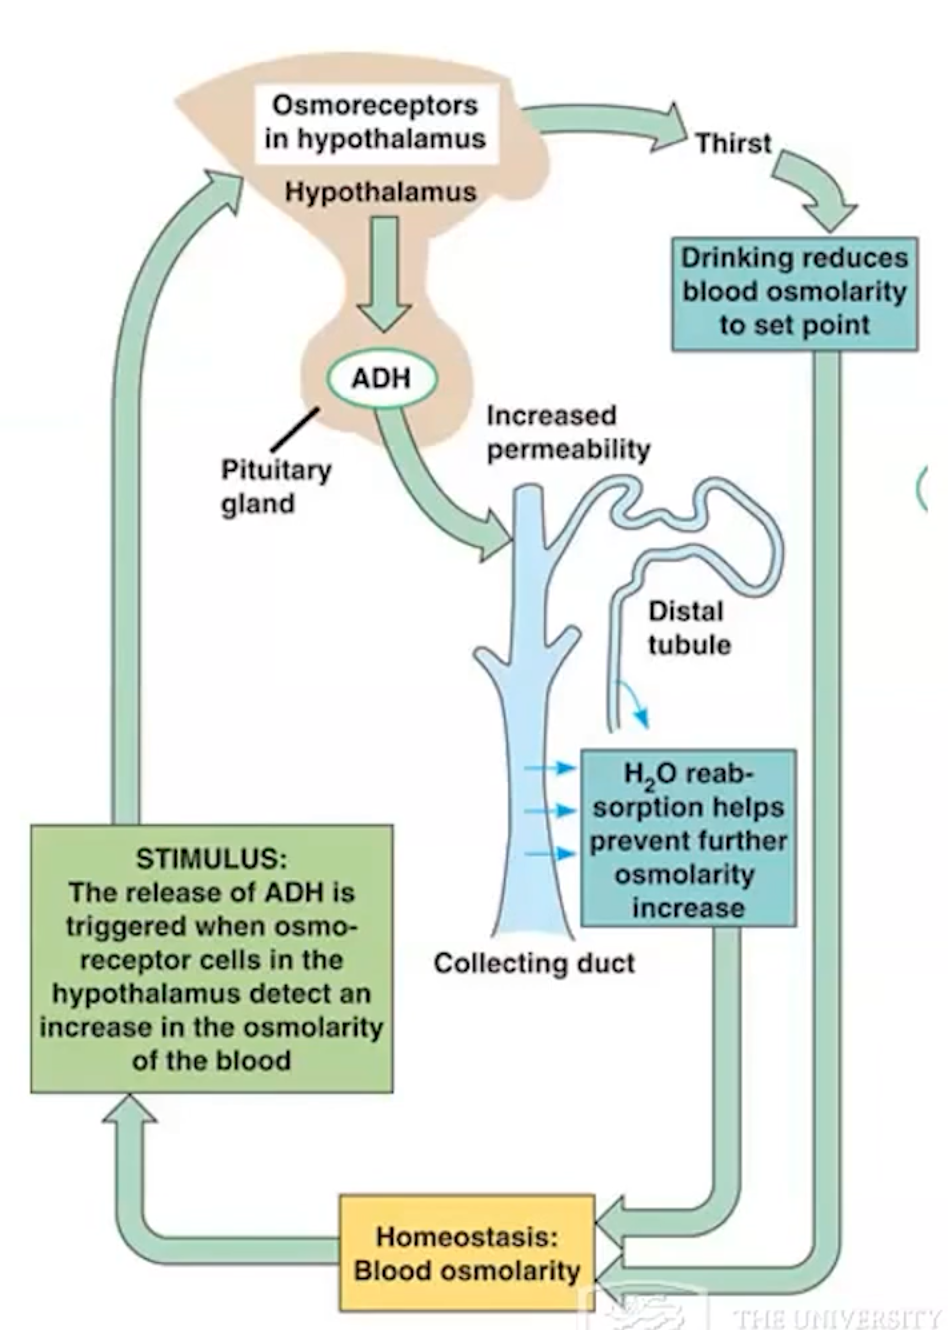 Osmoreceptors
in hypothalamus
Hypothalamus
Thirst
Drinking reduces
blood osmolarity
to set point
ADH
Increased
permeability
Pituitary
gland
Distal
tubule
H₂O reab-
sorption helps
prevent further
osmolarity
increase
STIMULUS:
The release of ADH is
triggered when osmo-
receptor cells in the
hypothalamus detect an
increase in the osmolarity
of the blood
Collecting duct
Homeostasis:
Blood osmolarity
THE UNIVERSITY